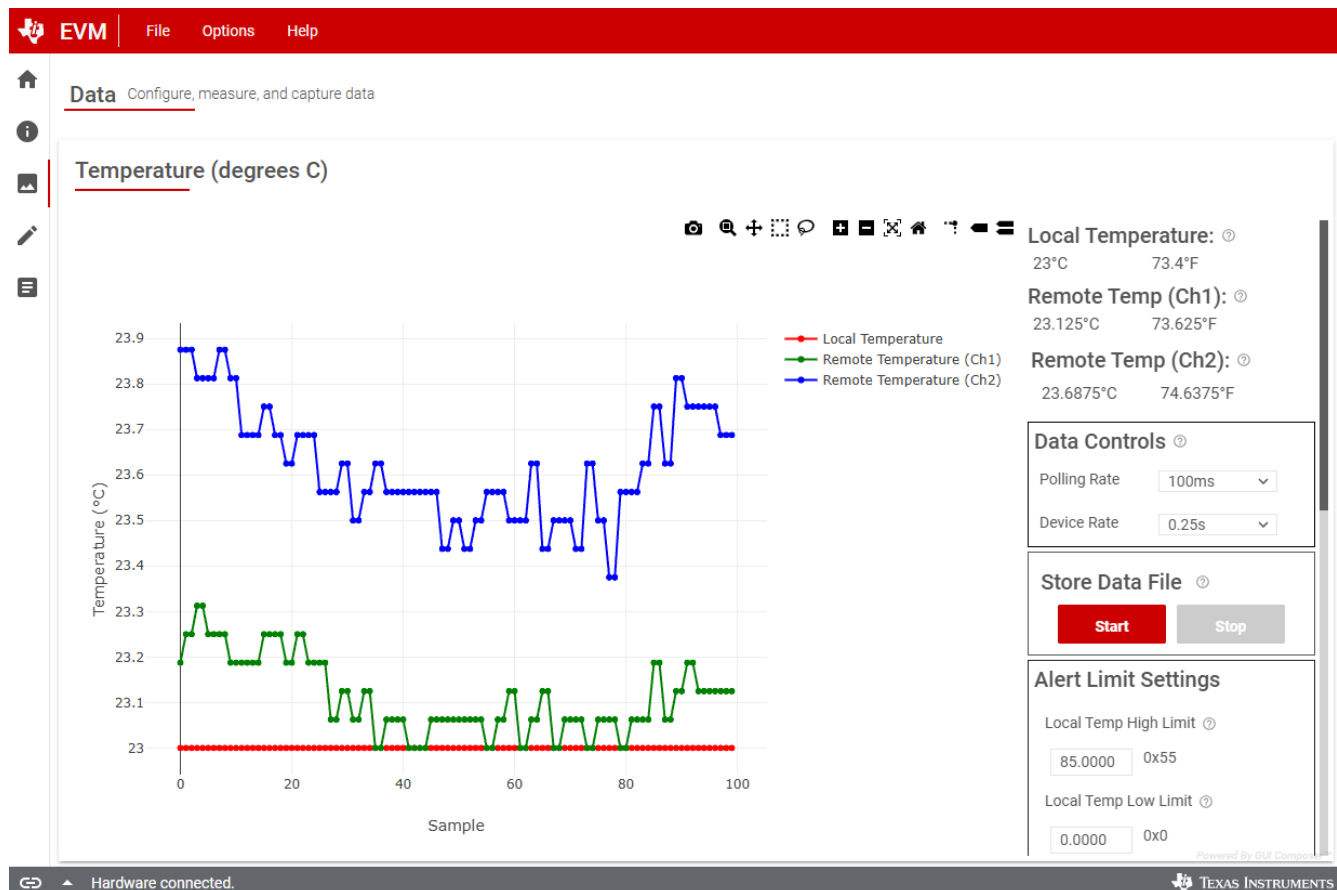 EVM File Options Help
Data Configure, measure, and capture data
Temperature (degrees C)
23.9
23.8
23.7
23.6
23.5
23.4
23.3
23.2
23.1
23
Temperature (°C)
0 20 40 60 80 100
Sample
Local Temperature
Remote Temperature (Ch1)
Remote Temperature (Ch2)
Local Temperature:
23°C 73.4°F
Remote Temp (Ch1):
23.125°C 73.625°F
Remote Temp (Ch2):
23.6875°C 74.6375°F
Data Controls
Polling Rate 100ms
Device Rate 0.25s
Store Data File
Start Stop
Alert Limit Settings
Local Temp High Limit
85.0000 0x55
Local Temp Low Limit
0.0000 0x0
Powered By GUI Composer
Hardware connected.
TEXAS INSTRUMENTS